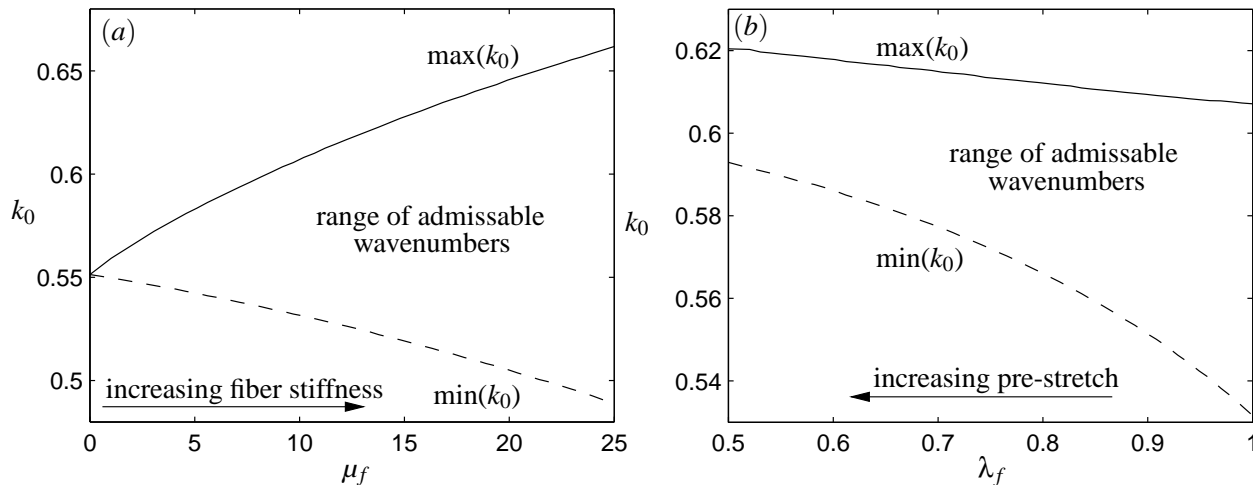 (a)
max(k0)
0.65
0.6
k0
range of admissable
wavenumbers
0.55
0.5
increasing fiber stiffness
min(k0)
0 5 10 15 20 25
μf
(b)
0.62
max(k0)
0.6
range of admissable
wavenumbers
k0
0.58
min(k0)
0.56
0.54
increasing pre-stretch
0.5 0.6 0.7 0.8 0.9 1
λf